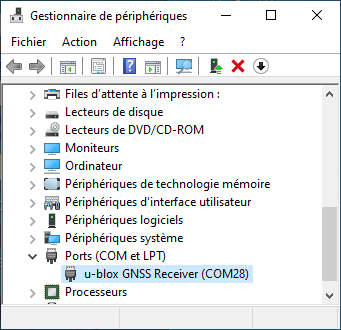 Gestionnaire de périphériques
Fichier Action Affichage ?
Files d'attente à l'impression :
Lecteurs de disque
Lecteurs de DVD/CD-ROM
Moniteurs
Ordinateur
Périphériques de technologie mémoire
Périphériques d'interface utilisateur
Périphériques logiciels
Périphériques système
Ports (COM et LPT)
u-blox GNSS Receiver (COM28)
Processeurs